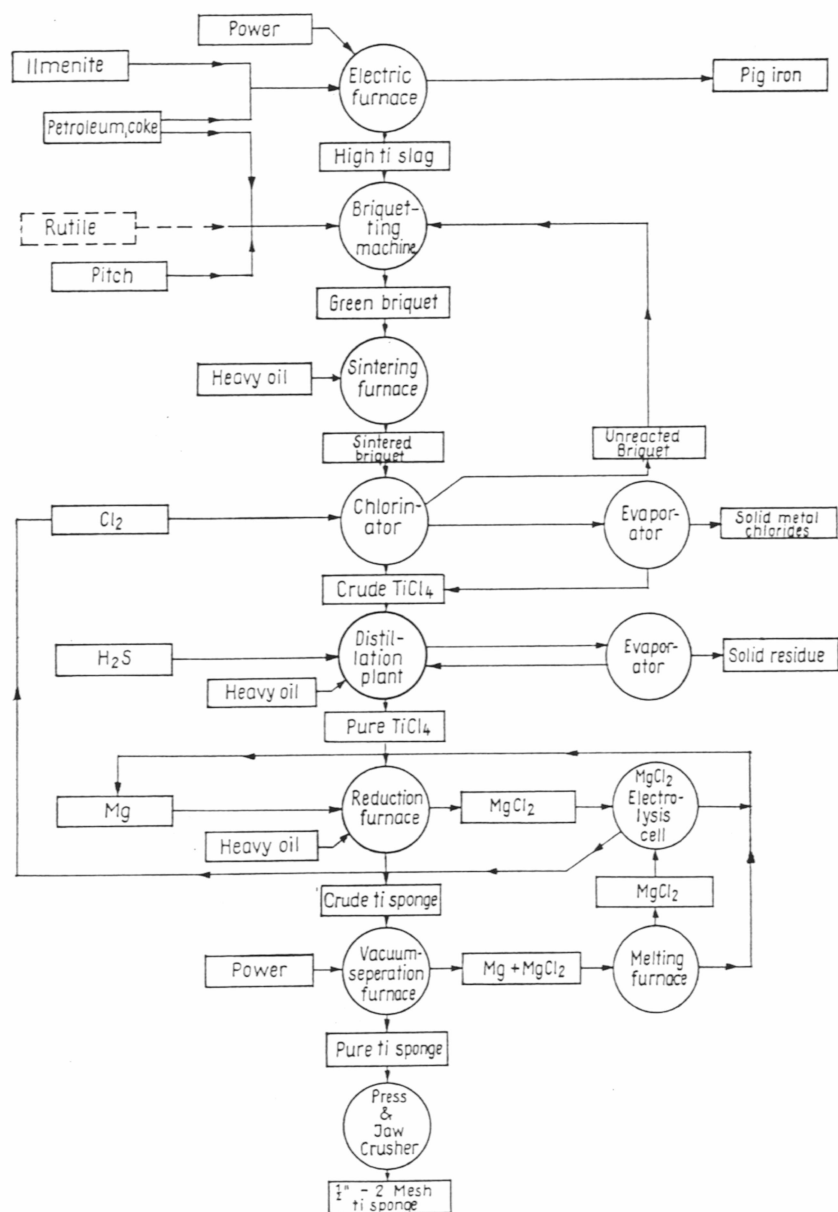 Power
Ilmenite
Electric
furnace
Pig iron
Petroleum, coke
High ti slag
Rutile
Briquet-
ting
machine
Pitch
Green briquet
Heavy oil
Sintering
furnace
Sintered
briquet
Unreacted
Briquet
Cl2
Chlorin-
ator
Evapor-
ator
Solid metal
chlorides
Crude TiCl4
H2S
Distil-
lation
plant
Evapor-
ator
Solid residue
Heavy oil
Pure TiCl4
Mg
Reduction
furnace
MgCl2
MgCl2
Electro-
lysis
cell
Heavy oil
Crude ti sponge
MgCl2
Power
Vacuum-
seperation
furnace
Mg + MgCl2
Melting
furnace
Pure ti sponge
Press
&
Jaw
Crusher
½" - 2 Mesh
ti sponge